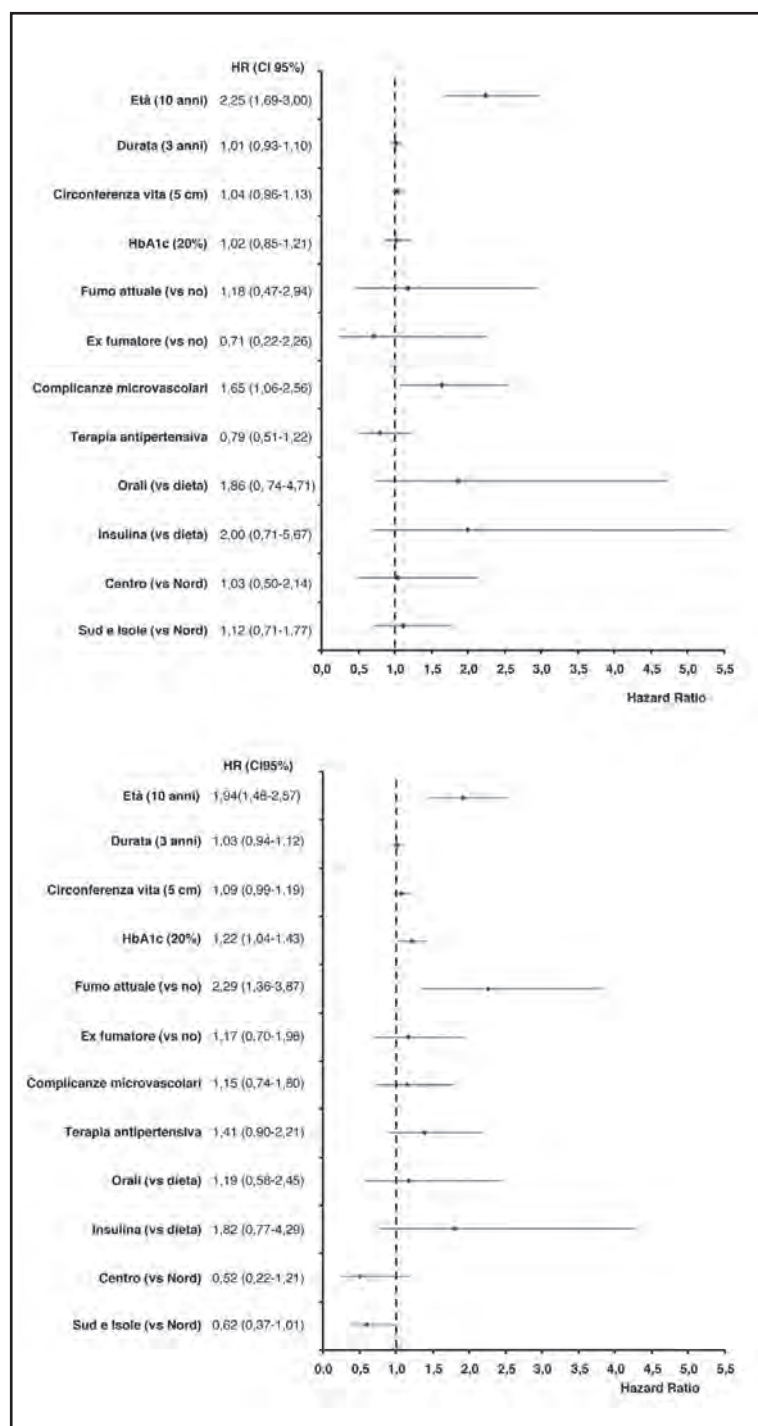 HR (CI 95%)
Età (10 anni) 2,25 (1,69-3,00)
Durata (3 anni) 1,01 (0,93-1,10)
Circonferenza vita (5 cm) 1,04 (0,96-1,13)
HbA1c (20%) 1,02 (0,85-1,21)
Fumo attuale (vs no) 1,18 (0,47-2,94)
Ex fumatore (vs no) 0,71 (0,22-2,26)
Complicanze microvascolari 1,65 (1,06-2,56)
Terapia antipertensiva 0,79 (0,51-1,22)
Orali (vs dieta) 1,86 (0, 74-4,71)
Insulina (vs dieta) 2,00 (0,71-5,67)
Centro (vs Nord) 1,03 (0,50-2,14)
Sud e Isole (vs Nord) 1,12 (0,71-1,77)
0,0 0,5 1,0 1,5 2,0 2,5 3,0 3,5 4,0 4,5 5,0 5,5
Hazard Ratio
HR (CI95%)
Età (10 anni) 1,94(1,46-2,57)
Durata (3 anni) 1,03 (0,94-1,12)
Circonferenza vita (5 cm) 1,09 (0,99-1,19)
HbA1c (20%) 1,22 (1,04-1,43)
Fumo attuale (vs no) 2,29 (1,36-3,87)
Ex fumatore (vs no) 1,17 (0,70-1,96)
Complicanze microvascolari 1,15 (0,74-1,80)
Terapia antipertensiva 1,41 (0,90-2,21)
Orali (vs dieta) 1,19 (0,58-2,45)
Insulina (vs dieta) 1,82 (0,77-4,29)
Centro (vs Nord) 0,52 (0,22-1,21)
Sud e Isole (vs Nord) 0,62 (0,37-1,01)
0,0 0,5 1,0 1,5 2,0 2,5 3,0 3,5 4,0 4,5 5,0 5,5
Hazard Ratio